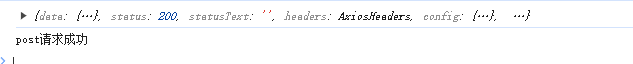 ▶ {data: {…}, status: 200, statusText: '', headers: AxiosHeaders, config: {…}, …}
post请求成功
>